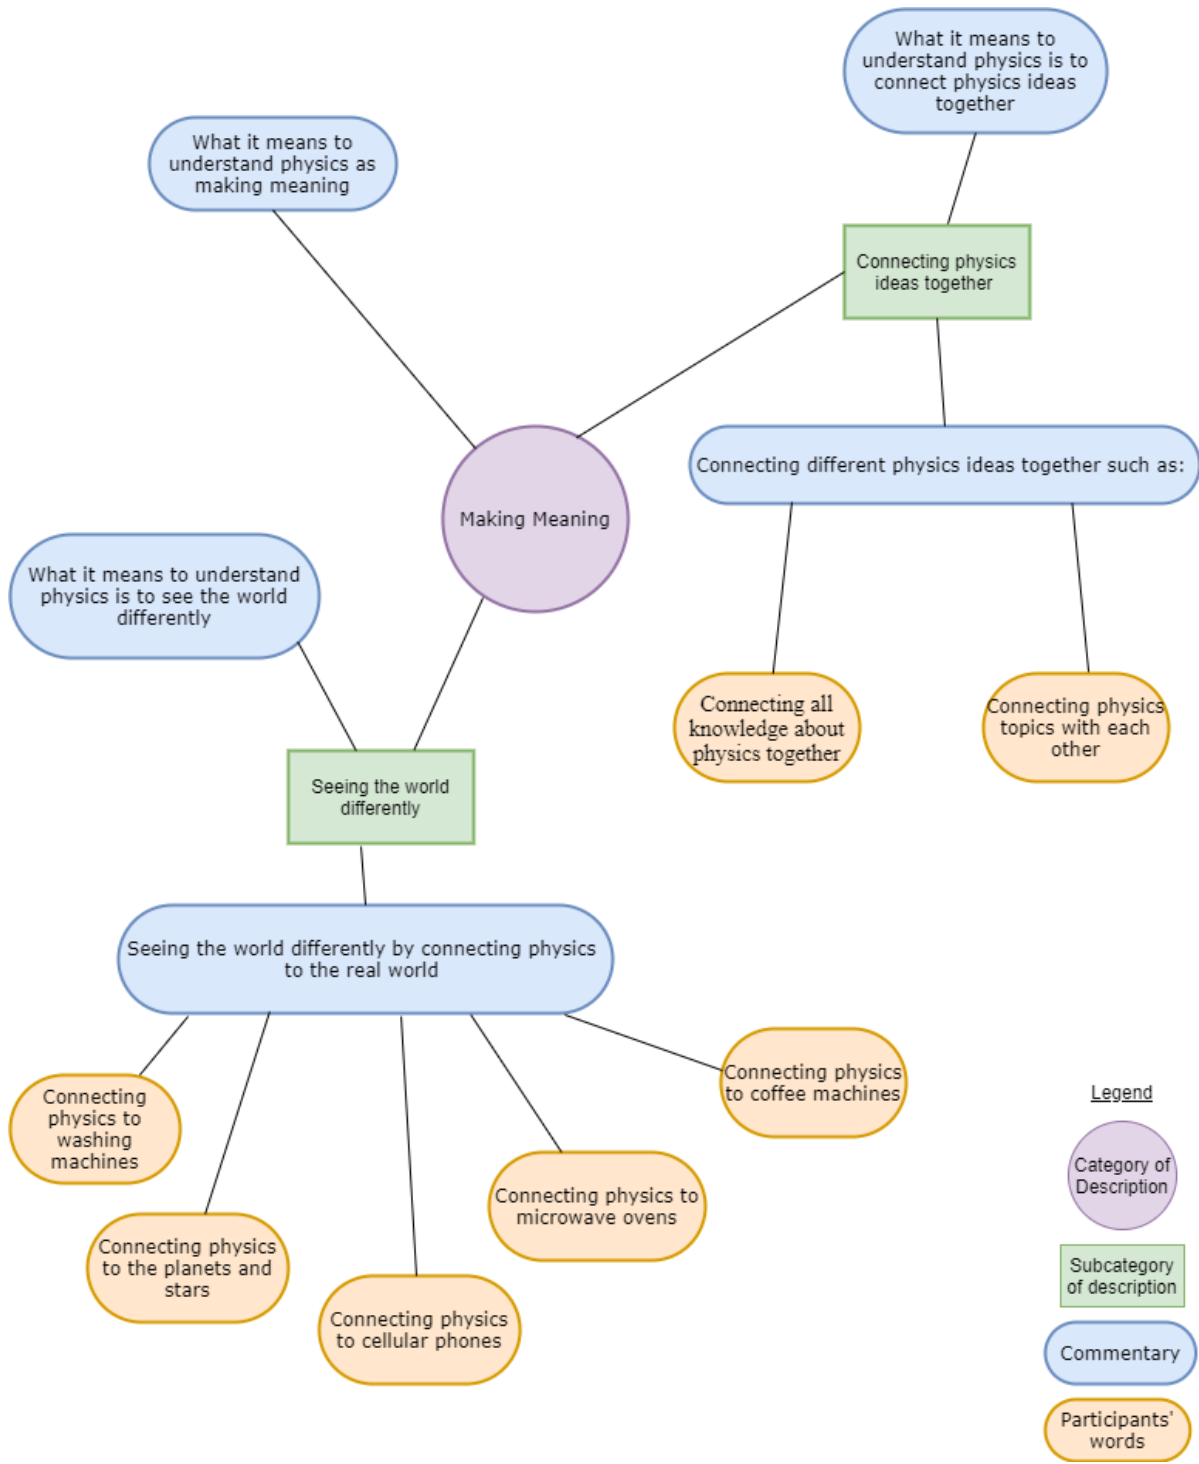 What it means to
understand physics is to
connect physics ideas
together
What it means to
understand physics as
making meaning
Connecting physics
ideas together
Connecting different physics ideas together such as:
Making Meaning
What it means to understand
physics is to see the world
differently
Connecting all
knowledge about
physics together
Connecting physics
topics with each
other
Seeing the world
differently
Seeing the world differently by connecting physics
to the real world
Connecting physics
to coffee machines
Connecting
physics to
washing
machines
Connecting physics to
microwave ovens
Connecting physics
to the planets and
stars
Connecting physics
to cellular phones
Legend
Category of
Description
Subcategory
of description
Commentary
Participants'
words